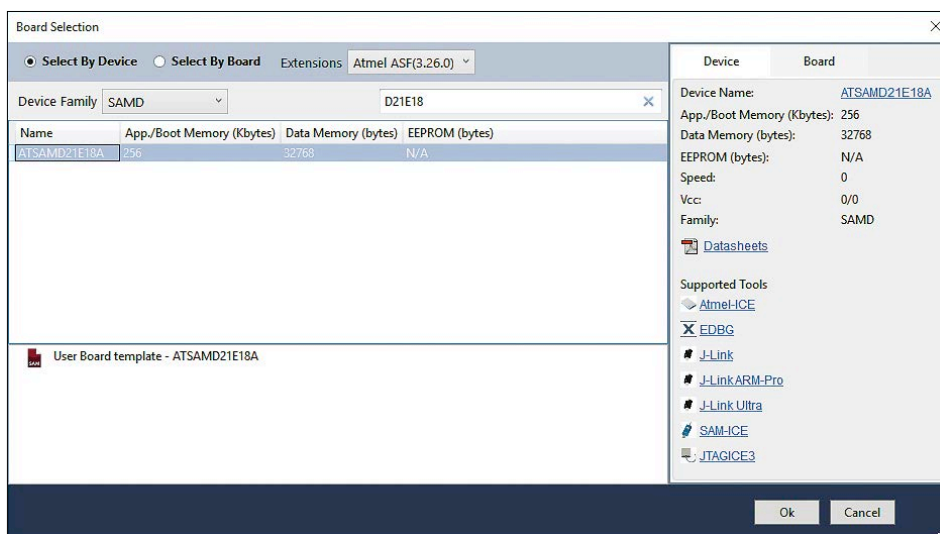 Board Selection
Select By Device Select By Board Extensions Atmel ASF(3.26.0)
Device Family SAMD D21E18
Name App./Boot Memory (Kbytes) Data Memory (bytes) EEPROM (bytes)
ATSAMD21E18A 256 32768 N/A
User Board template - ATSAMD21E18A
Device Board
Device Name: ATSAMD21E18A
App./Boot Memory (Kbytes): 256
Data Memory (bytes): 32768
EEPROM (bytes): N/A
Speed: 0
Vcc: 0/0
Family: SAMD
Datasheets
Supported Tools
Atmel-ICE
EDBG
J-Link
J-Link ARM-Pro
J-Link Ultra
SAM-ICE
JTAGICE3
Ok Cancel